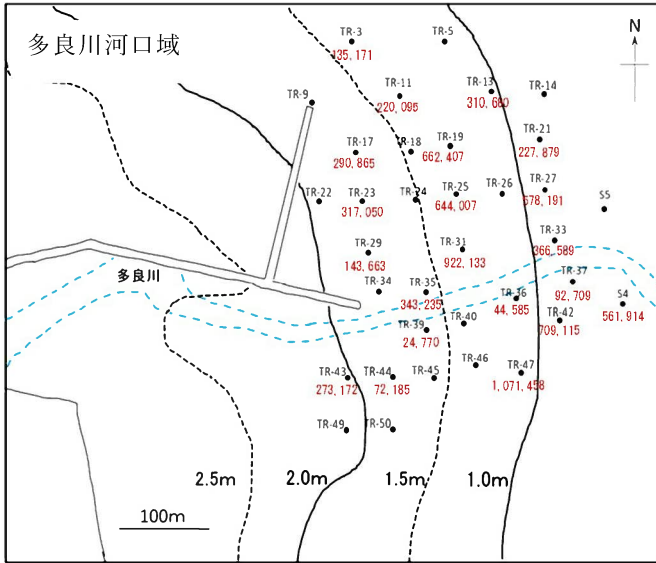 多良川河口域
N
TR-3
135,171
TR-5
TR-9
TR-11
220,095
TR-13
310,660
TR-14
TR-17
290,865
TR-18
TR-19
662,407
TR-21
227,879
TR-22
TR-23
317,050
TR-24
TR-25
644,007
TR-26
TR-27
678,191
S5
TR-29
143,663
TR-31
922,133
TR-33
366,589
多良川
TR-34
TR-35
343,235
TR-36
44,585
TR-37
92,709
S4
561,914
TR-39
24,770
TR-40
TR-42
709,115
TR-43
273,172
TR-44
72,185
TR-45
TR-46
TR-47
1,071,458
TR-49
TR-50
2.5m
2.0m
1.5m
1.0m
100m